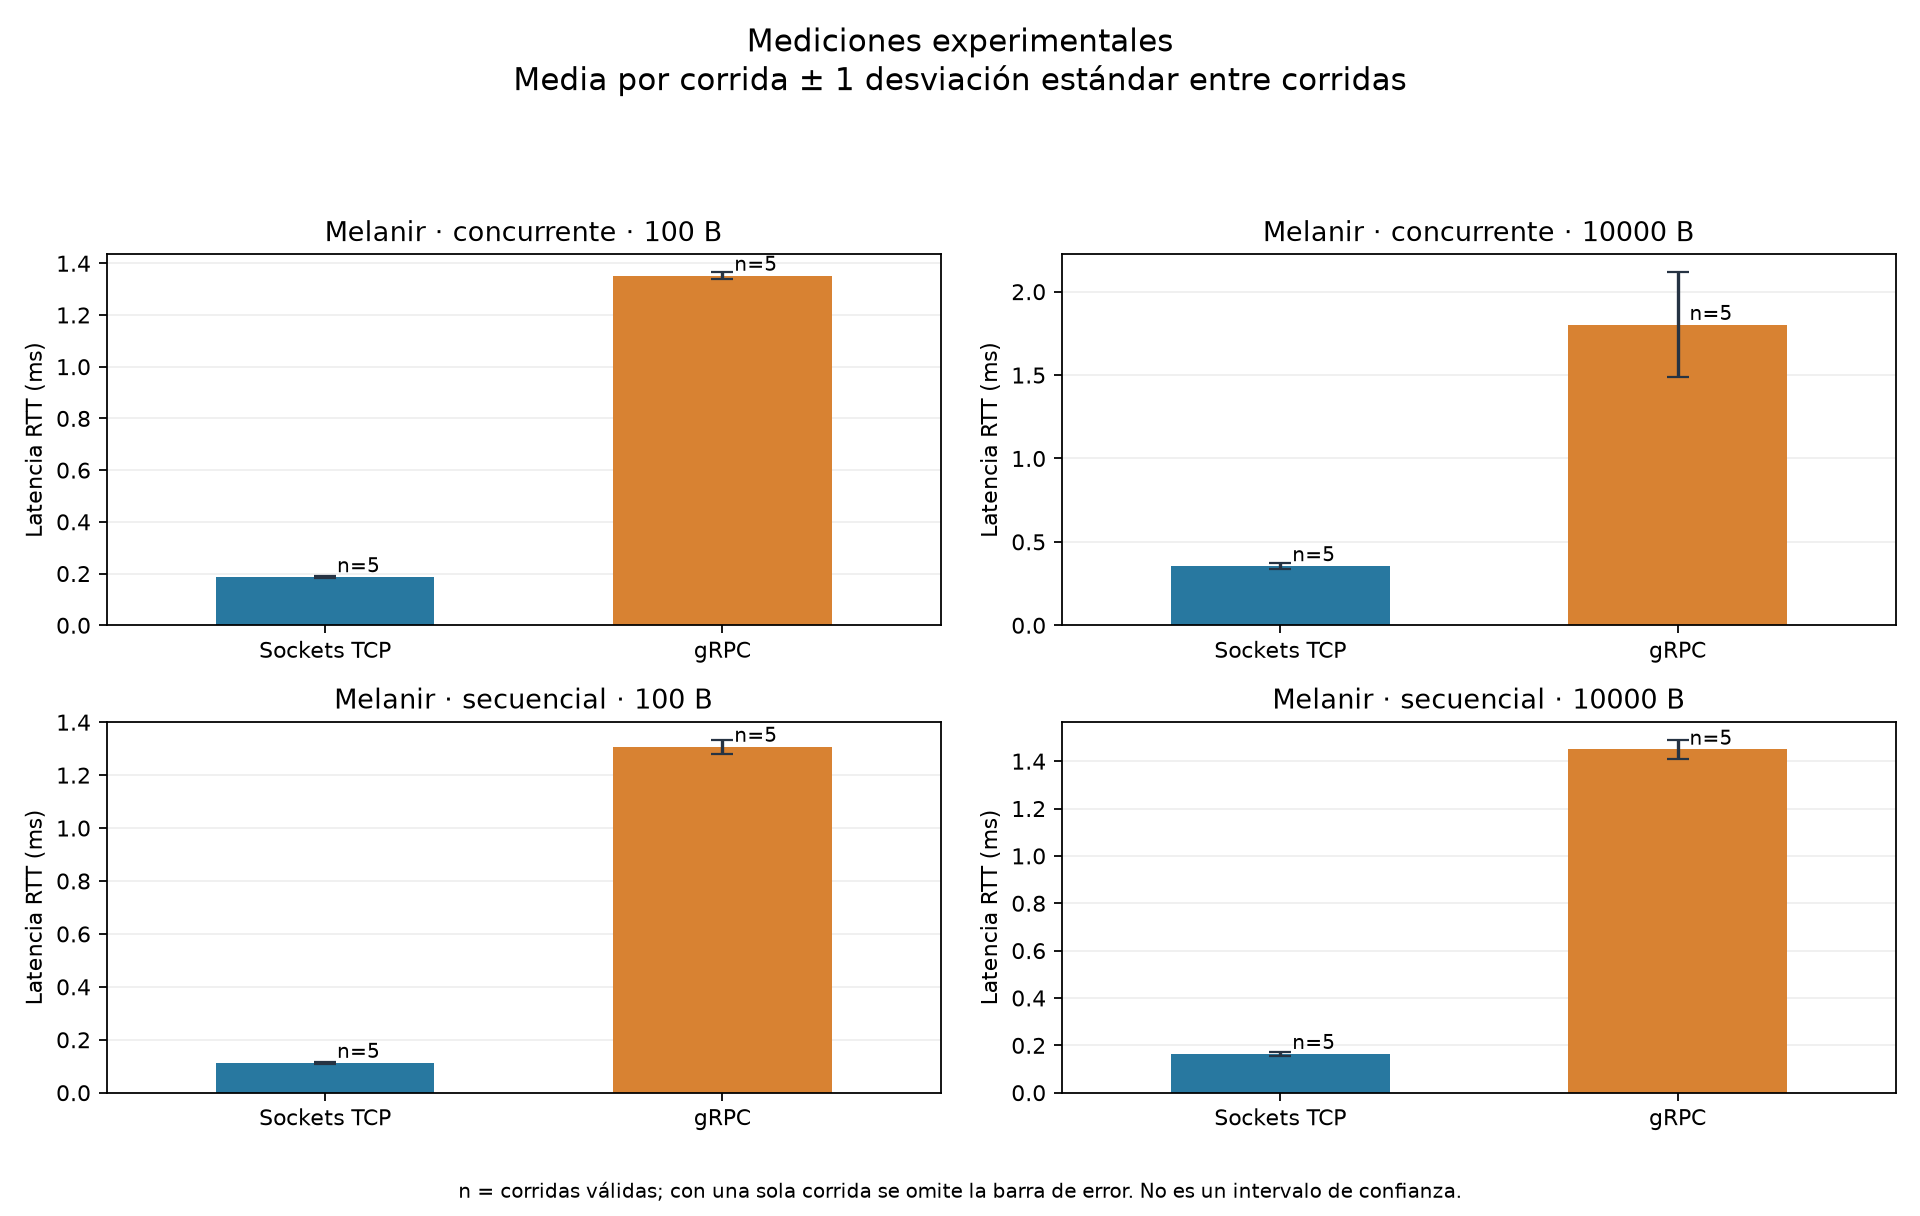 Mediciones experimentales
Media por corrida ± 1 desviación estándar entre corridas
Melanir · concurrente · 100 B
Latencia RTT (ms)
1.4
1.2
1.0
0.8
0.6
0.4
0.2
0.0
n=5
n=5
Sockets TCP
gRPC
Melanir · concurrente · 10000 B
Latencia RTT (ms)
2.0
1.5
1.0
0.5
0.0
n=5
n=5
Sockets TCP
gRPC
Melanir · secuencial · 100 B
Latencia RTT (ms)
1.4
1.2
1.0
0.8
0.6
0.4
0.2
0.0
n=5
n=5
Sockets TCP
gRPC
Melanir · secuencial · 10000 B
Latencia RTT (ms)
1.4
1.2
1.0
0.8
0.6
0.4
0.2
0.0
n=5
n=5
Sockets TCP
gRPC
n = corridas válidas; con una sola corrida se omite la barra de error. No es un intervalo de confianza.